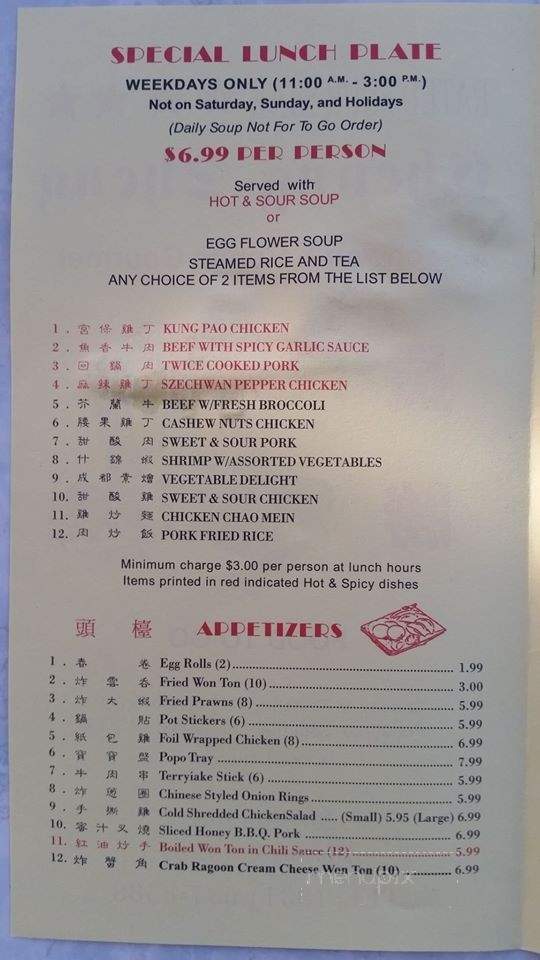 SPECIAL LUNCH PLATE
WEEKDAYS ONLY (11:00 A.M. - 3:00 P.M.)
Not on Saturday, Sunday, and Holidays
(Daily Soup Not For To Go Order)
$6.99 PER PERSON
Served with
HOT & SOUR SOUP
or
EGG FLOWER SOUP
STEAMED RICE AND TEA
ANY CHOICE OF 2 ITEMS FROM THE LIST BELOW
1. 宮保雞丁 KUNG PAO CHICKEN
2. 魚香牛肉 BEEF WITH SPICY GARLIC SAUCE
3. 回鍋肉 TWICE COOKED PORK
4. 麻辣雞丁 SZECHWAN PEPPER CHICKEN
5. 芥蘭牛 BEEF W/FRESH BROCCOLI
6. 腰果雞丁 CASHEW NUTS CHICKEN
7. 甜酸肉 SWEET & SOUR PORK
8. 什錦蝦 SHRIMP W/ASSORTED VEGETABLES
9. 成都素燴 VEGETABLE DELIGHT
10. 甜酸雞 SWEET & SOUR CHICKEN
11. 雞炒麵 CHICKEN CHAO MEIN
12. 肉炒飯 PORK FRIED RICE
Minimum charge $3.00 per person at lunch hours
Items printed in red indicated Hot & Spicy dishes
頭檯 APPETIZERS
1. 春卷 Egg Rolls (2) 1.99
2. 炸雲吞 Fried Won Ton (10) 3.00
3. 炸大蝦 Fried Prawns (8) 5.99
4. 鍋貼 Pot Stickers (6) 5.99
5. 紙包雞 Foil Wrapped Chicken (8) 6.99
6. 寶寶盤 Popo Tray 7.99
7. 牛肉串 Terryiake Stick (6) 5.99
8. 炸蔥圈 Chinese Styled Onion Rings 5.99
9. 手撕雞 Cold Shredded ChickenSalad ..... (Small) 5.95 (Large) 6.99
10. 蜜汁叉燒 Sliced Honey B.B.Q. Pork 6.99
11. 紅油炒手 Boiled Won Ton in Chili Sauce (12) 5.99
12. 炸蟹角 Crab Ragoon Cream Cheese Won Ton (10) 6.99
menupix